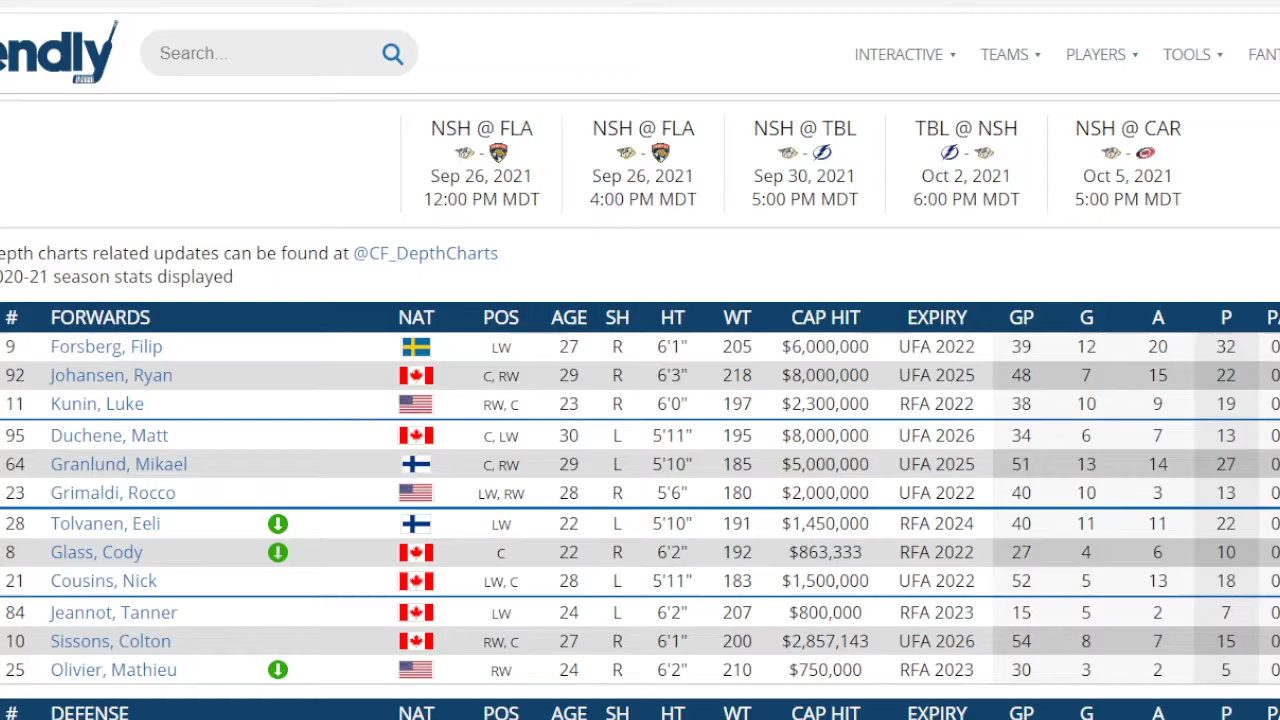 endly
Search...
INTERACTIVE TEAMS PLAYERS TOOLS FANT
NSH @ FLA NSH @ FLA NSH @ TBL TBL @ NSH NSH @ CAR
- - - - -
Sep 26, 2021 Sep 26, 2021 Sep 30, 2021 Oct 2, 2021 Oct 5, 2021
12:00 PM MDT 4:00 PM MDT 5:00 PM MDT 6:00 PM MDT 5:00 PM MDT
epth charts related updates can be found at @CF_DepthCharts
020-21 season stats displayed
# FORWARDS NAT POS AGE SH HT WT CAP HIT EXPIRY GP G A P P
9 Forsberg, Filip LW 27 R 6'1" 205 $6,000,000 UFA 2022 39 12 20 32 0
92 Johansen, Ryan C, RW 29 R 6'3" 218 $8,000,000 UFA 2025 48 7 15 22 0
11 Kunin, Luke RW, C 23 R 6'0" 197 $2,300,000 RFA 2022 38 10 9 19 0
95 Duchene, Matt C, LW 30 L 5'11" 195 $8,000,000 UFA 2026 34 6 7 13 0
64 Granlund, Mikael C, RW 29 L 5'10" 185 $5,000,000 UFA 2025 51 13 14 27 0
23 Grimaldi, Rocco LW, RW 28 R 5'6" 180 $2,000,000 UFA 2022 40 10 3 13 0
28 Tolvanen, Eeli LW 22 L 5'10" 191 $1,450,000 RFA 2024 40 11 11 22 0
8 Glass, Cody C 22 R 6'2" 192 $863,333 RFA 2022 27 4 6 10 0
21 Cousins, Nick LW, C 28 L 5'11" 183 $1,500,000 UFA 2022 52 5 13 18 0
84 Jeannot, Tanner LW 24 L 6'2" 207 $800,000 RFA 2023 15 5 2 7 0
10 Sissons, Colton RW, C 27 R 6'1" 200 $2,857,143 UFA 2026 54 8 7 15 0
25 Olivier, Mathieu RW 24 R 6'2" 210 $750,000 RFA 2023 30 3 2 5 0
# DEFENSE NAT POS AGE SH HT WT CAP HIT EXPIRY GP G A P P